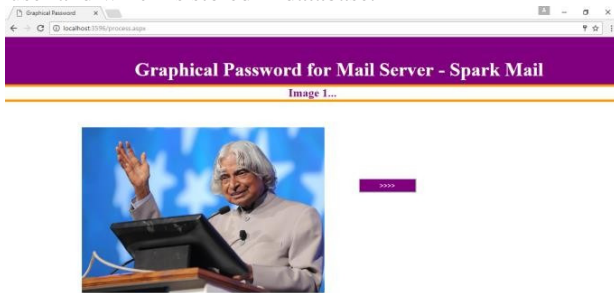 Graphical Password
localhost:3596/process.aspx
Graphical Password for Mail Server - Spark Mail
Image 1...
>>>>